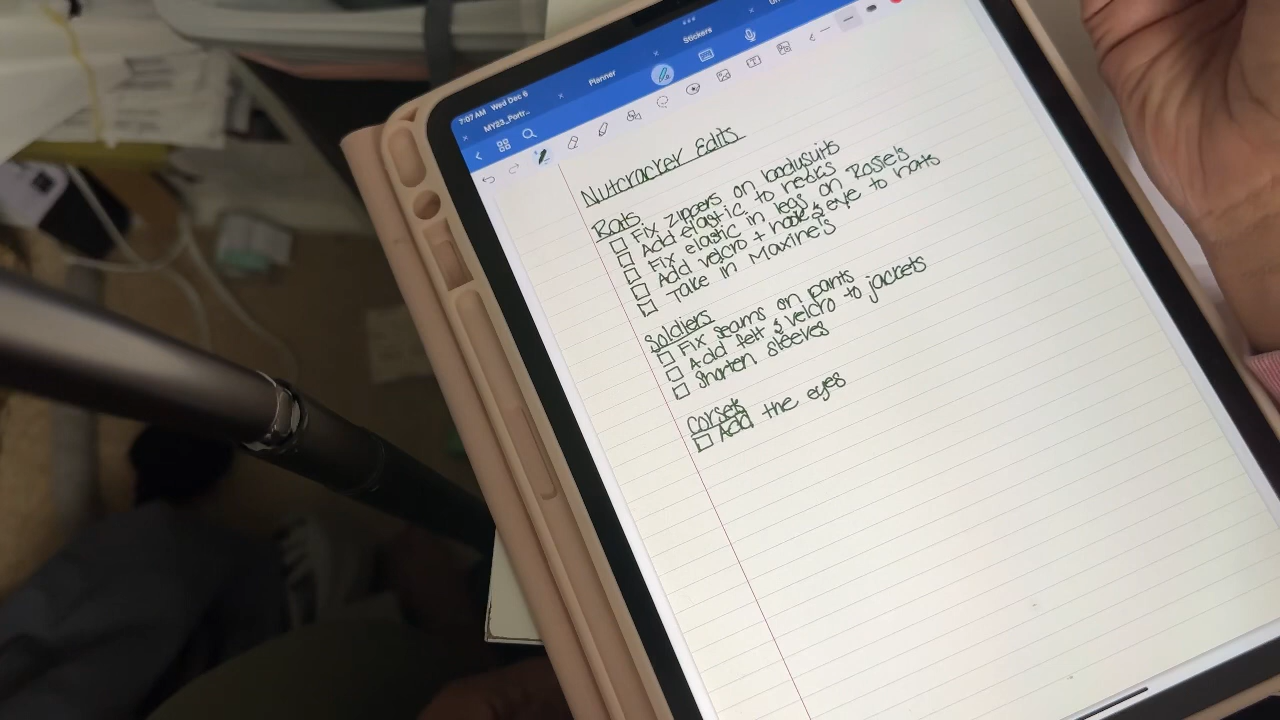 7:07 AM Wed Dec 6
MY23_Portr...
Planner
Stickers
Nutcracker Edits
Rats
Fix zippers on bodysuits
Add elastic to necks
Fix elastic in legs on Rosie's
Add velcro + hook & eye to hats
Take in Maxine's
Soldiers
Fix seams on pants
Add felt & velcro to jackets
Shorten sleeves
Corsets
Add the eyes